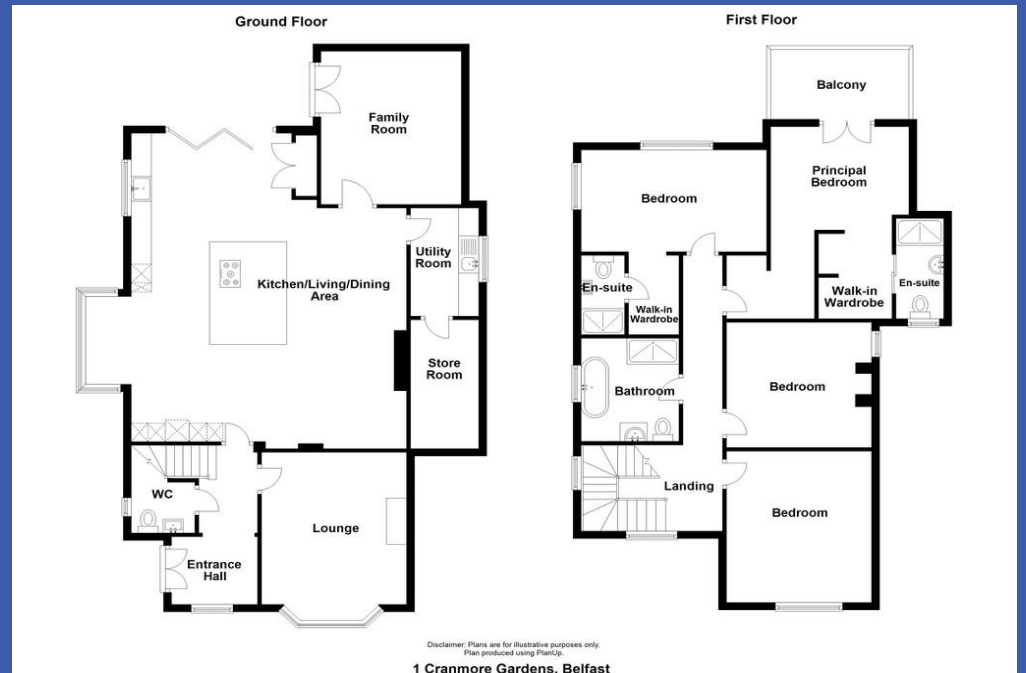 Ground Floor
Family
Room
Kitchen/Living/Dining
Area
Utility
Room
Store
Room
WC
Lounge
Entrance
Hall
First Floor
Balcony
Principal
Bedroom
Bedroom
En-suite
Walk-in
Wardrobe
En-suite
Walk-in
Wardrobe
Bathroom
Bedroom
Landing
Bedroom
Disclaimer: Plans are for illustrative purposes only.
Plan produced using PlanUp.
1 Cranmore Gardens, Belfast